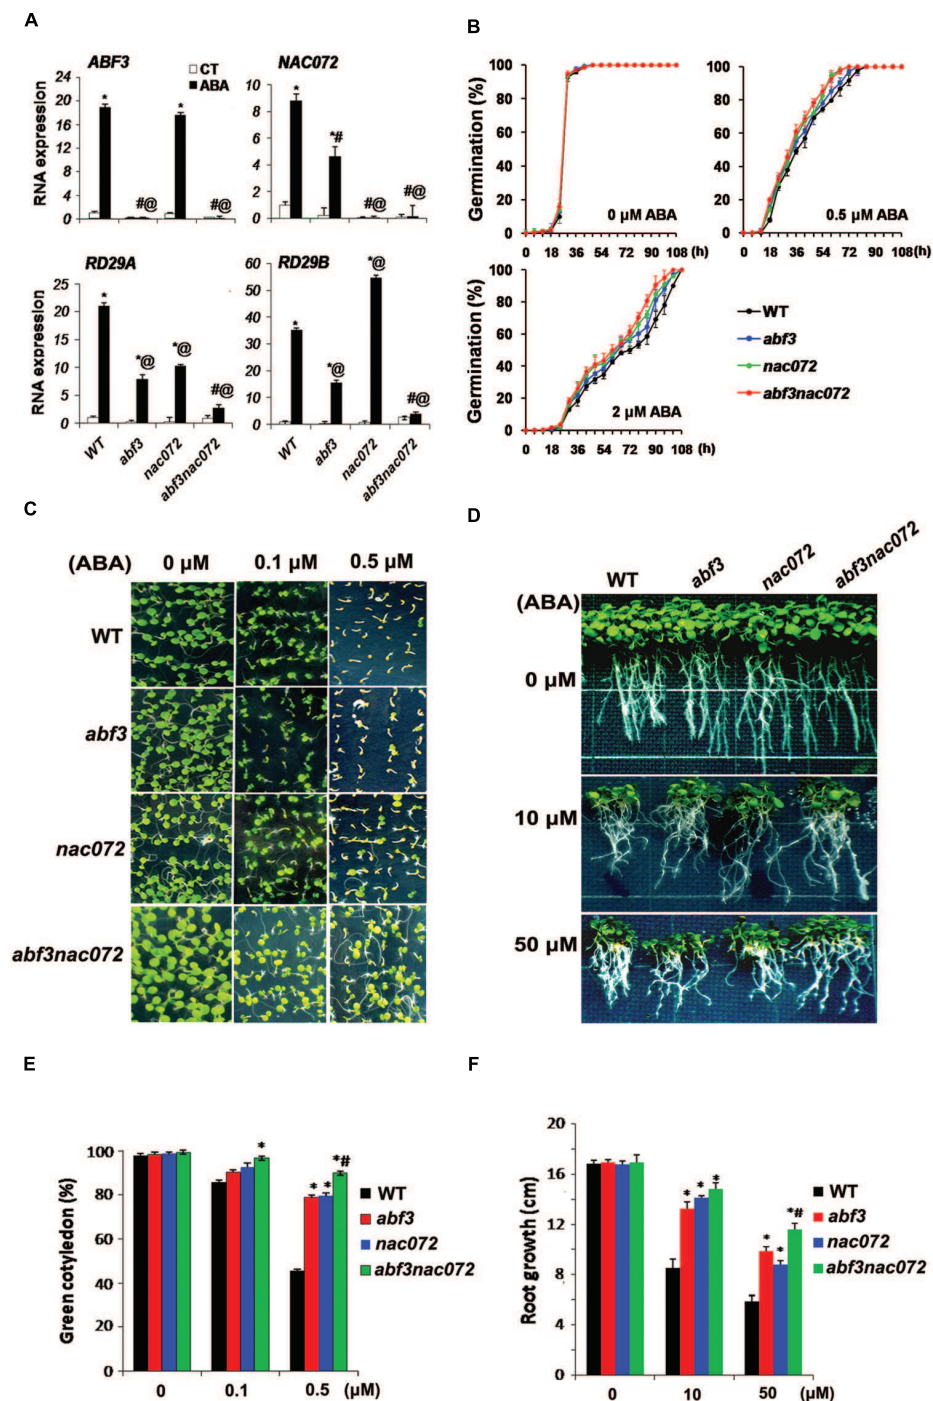 A
ABF3
CT
ABA
RNA expression
24
20
16
12
8
4
0
*
#@
*
#@
NAC072
10
8
6
4
2
0
*
*#
#@
#@
RD29A
RNA expression
25
20
15
10
5
0
*
*@
*@
#@
WT
abf3
nac072
abf3nac072
RD29B
60
50
40
30
20
10
0
*
*@
*@
#@
WT
abf3
nac072
abf3nac072
B
Germination (%)
100
80
60
40
20
0
0 µM ABA
0 18 36 54 72 90 108 (h)
100
80
60
40
20
0
0.5 µM ABA
0 18 36 54 72 90 108 (h)
Germination (%)
100
80
60
40
20
0
2 µM ABA
0 18 36 54 72 90 108 (h)
WT
abf3
nac072
abf3nac072
C
(ABA) 0 µM 0.1 µM 0.5 µM
WT
abf3
nac072
abf3nac072
D
WT abf3 nac072 abf3nac072
(ABA)
0 µM
10 µM
50 µM
E
Green cotyledon (%)
100
80
60
40
20
0
*
* * *#
0 0.1 0.5 (µM)
WT
abf3
nac072
abf3nac072
F
Root growth (cm)
20
16
12
8
4
0
* * *
* * *#
0 10 50 (µM)
WT
abf3
nac072
abf3nac072